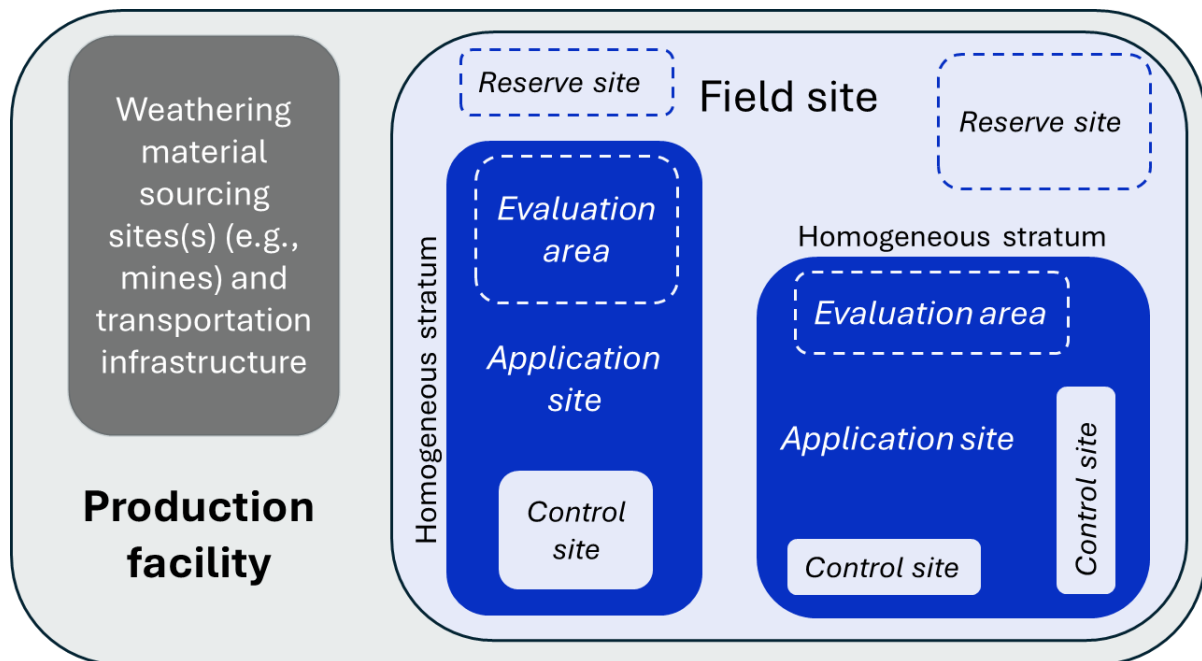 Weathering
material
sourcing
sites(s) (e.g.,
mines) and
transportation
infrastructure
Production
facility
Reserve site
Field site
Reserve site
Homogeneous stratum
Evaluation
area
Application
site
Control
site
Homogeneous stratum
Evaluation area
Application site
Control site
Control site